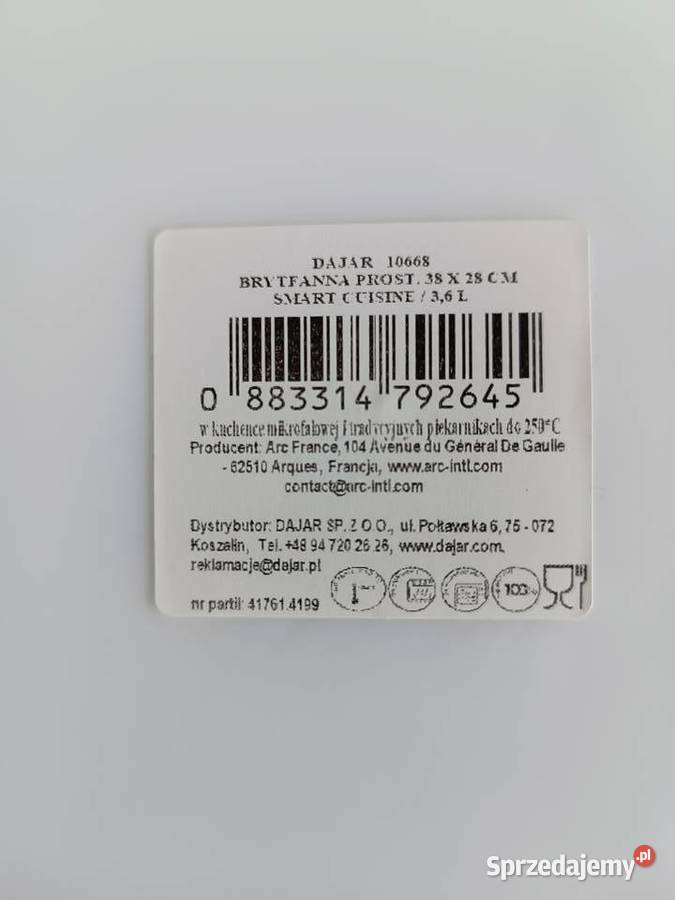 DAJAR 10668
BRYTFANNA PROST. 38 X 28 CM
SMART CUISINE / 3,6 L
0 883314 792645
w kuchence mikrofalowej i tradycyjnych piekarnikach do 250°C
Producent: Arc France, 104 Avenue du Général De Gaulle
- 62510 Arques, Francja, www.arc-intl.com
contact@arc-intl.com
Dystrybutor: DAJAR SP. Z O.O., ul. Połtawska 6, 75 - 072
Koszalin, Tel. +48 94 720 26 26, www.dajar.com,
reklamacje@dajar.pl
nr partii: 41761.4199
Sprzedajemy.pl